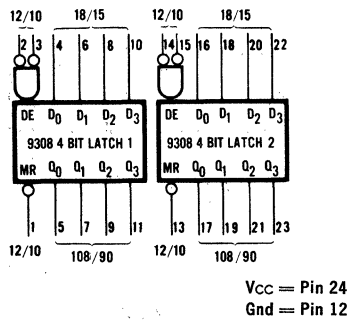 12/10 18/15 12/10 18/15
2 3 4 6 8 10 14 15 16 18 20 22
DE D0 D1 D2 D3 DE D0 D1 D2 D3
9308 4 BIT LATCH 1 9308 4 BIT LATCH 2
MR Q0 Q1 Q2 Q3 MR Q0 Q1 Q2 Q3
1 5 7 9 11 13 17 19 21 23
12/10 108/90 12/10 108/90
VCC = Pin 24
Gnd = Pin 12